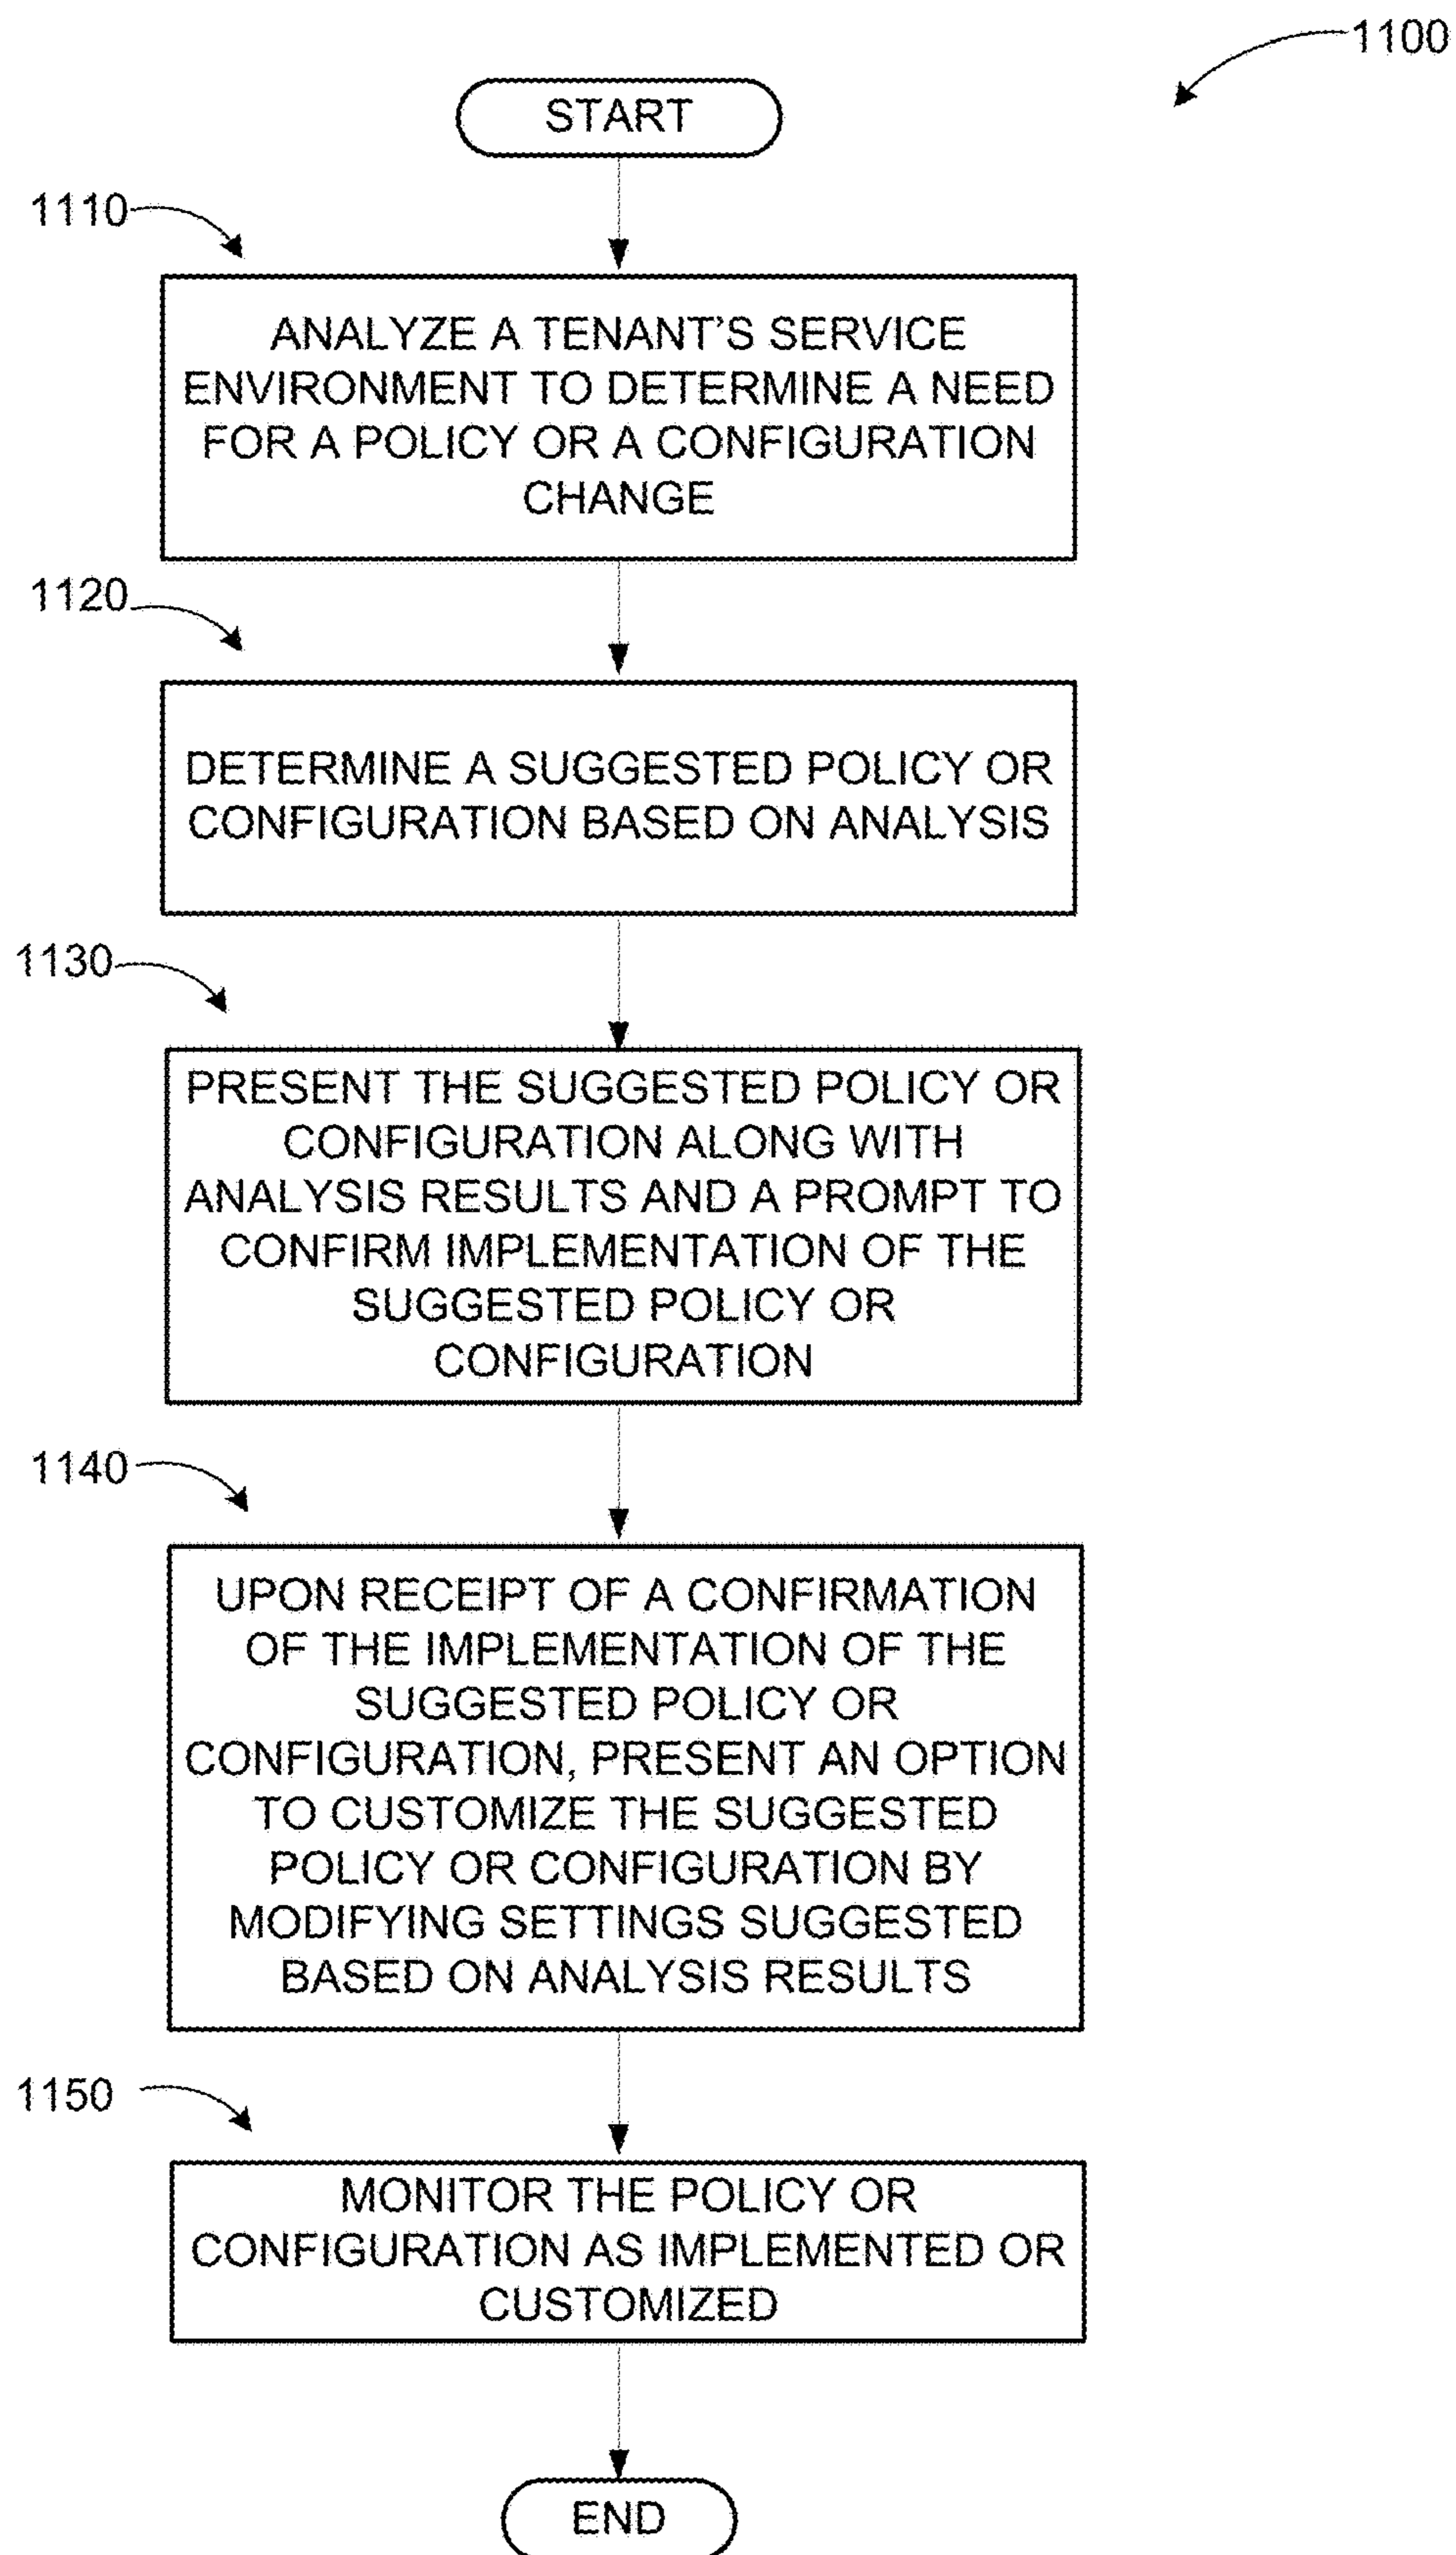 1100
START
1110
ANALYZE A TENANT'S SERVICE
ENVIRONMENT TO DETERMINE A NEED
FOR A POLICY OR A CONFIGURATION
CHANGE
1120
DETERMINE A SUGGESTED POLICY OR
CONFIGURATION BASED ON ANALYSIS
1130
PRESENT THE SUGGESTED POLICY OR
CONFIGURATION ALONG WITH
ANALYSIS RESULTS AND A PROMPT TO
CONFIRM IMPLEMENTATION OF THE
SUGGESTED POLICY OR
CONFIGURATION
1140
UPON RECEIPT OF A CONFIRMATION
OF THE IMPLEMENTATION OF THE
SUGGESTED POLICY OR
CONFIGURATION, PRESENT AN OPTION
TO CUSTOMIZE THE SUGGESTED
POLICY OR CONFIGURATION BY
MODIFYING SETTINGS SUGGESTED
BASED ON ANALYSIS RESULTS
1150
MONITOR THE POLICY OR
CONFIGURATION AS IMPLEMENTED OR
CUSTOMIZED
END